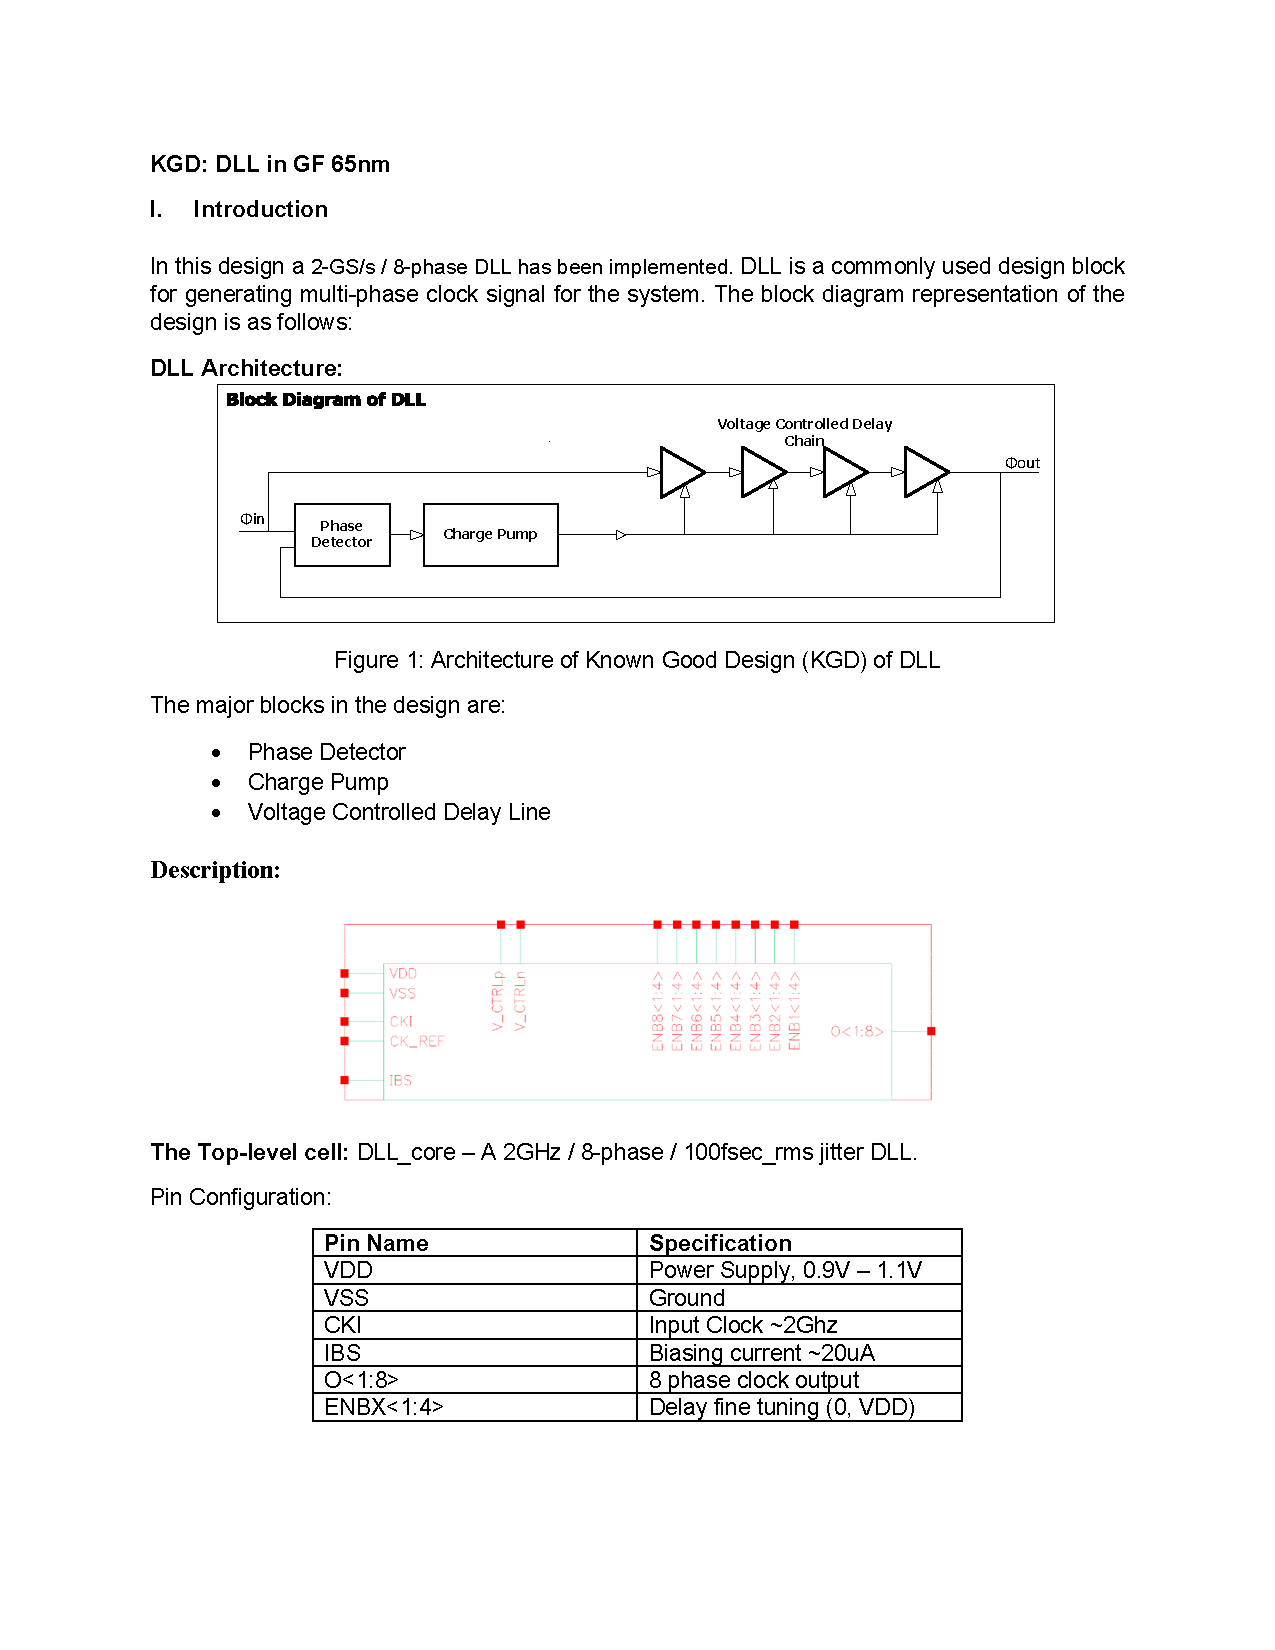 KGD: DLL in GF 65nm
I. Introduction
In this design a 2-GS/s / 8-phase DLL has been implemented. DLL is a commonly used design block
for generating multi-phase clock signal for the system. The block diagram representation of the
design is as follows:
DLL Architecture:
Block Diagram of DLL
Voltage Controlled Delay
Chain
Φout
Φin
Phase
Detector
Charge Pump
Figure 1: Architecture of Known Good Design (KGD) of DLL
The major blocks in the design are:
• Phase Detector
• Charge Pump
• Voltage Controlled Delay Line
Description:
VDD
VSS
CKI
CK_REF
IBS
V_CTRLp
V_CTRLn
ENB8<1:4>
ENB7<1:4>
ENB6<1:4>
ENB5<1:4>
ENB4<1:4>
ENB3<1:4>
ENB2<1:4>
ENB1<1:4>
O<1:8>
The Top-level cell: DLL_core – A 2GHz / 8-phase / 100fsec_rms jitter DLL.
Pin Configuration:
Pin Name Specification
VDD Power Supply, 0.9V – 1.1V
VSS Ground
CKI Input Clock ~2Ghz
IBS Biasing current ~20uA
O<1:8> 8 phase clock output
ENBX<1:4> Delay fine tuning (0, VDD)